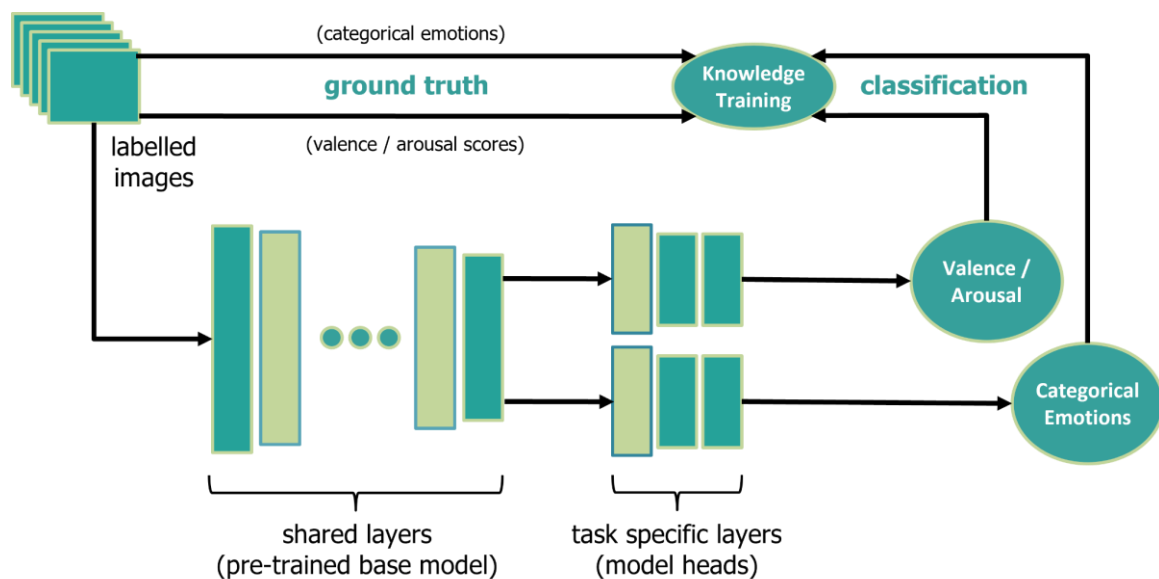 (categorical emotions)
ground truth
(valence / arousal scores)
Knowledge
Training
classification
labelled
images
Valence /
Arousal
Categorical
Emotions
shared layers
(pre-trained base model)
task specific layers
(model heads)